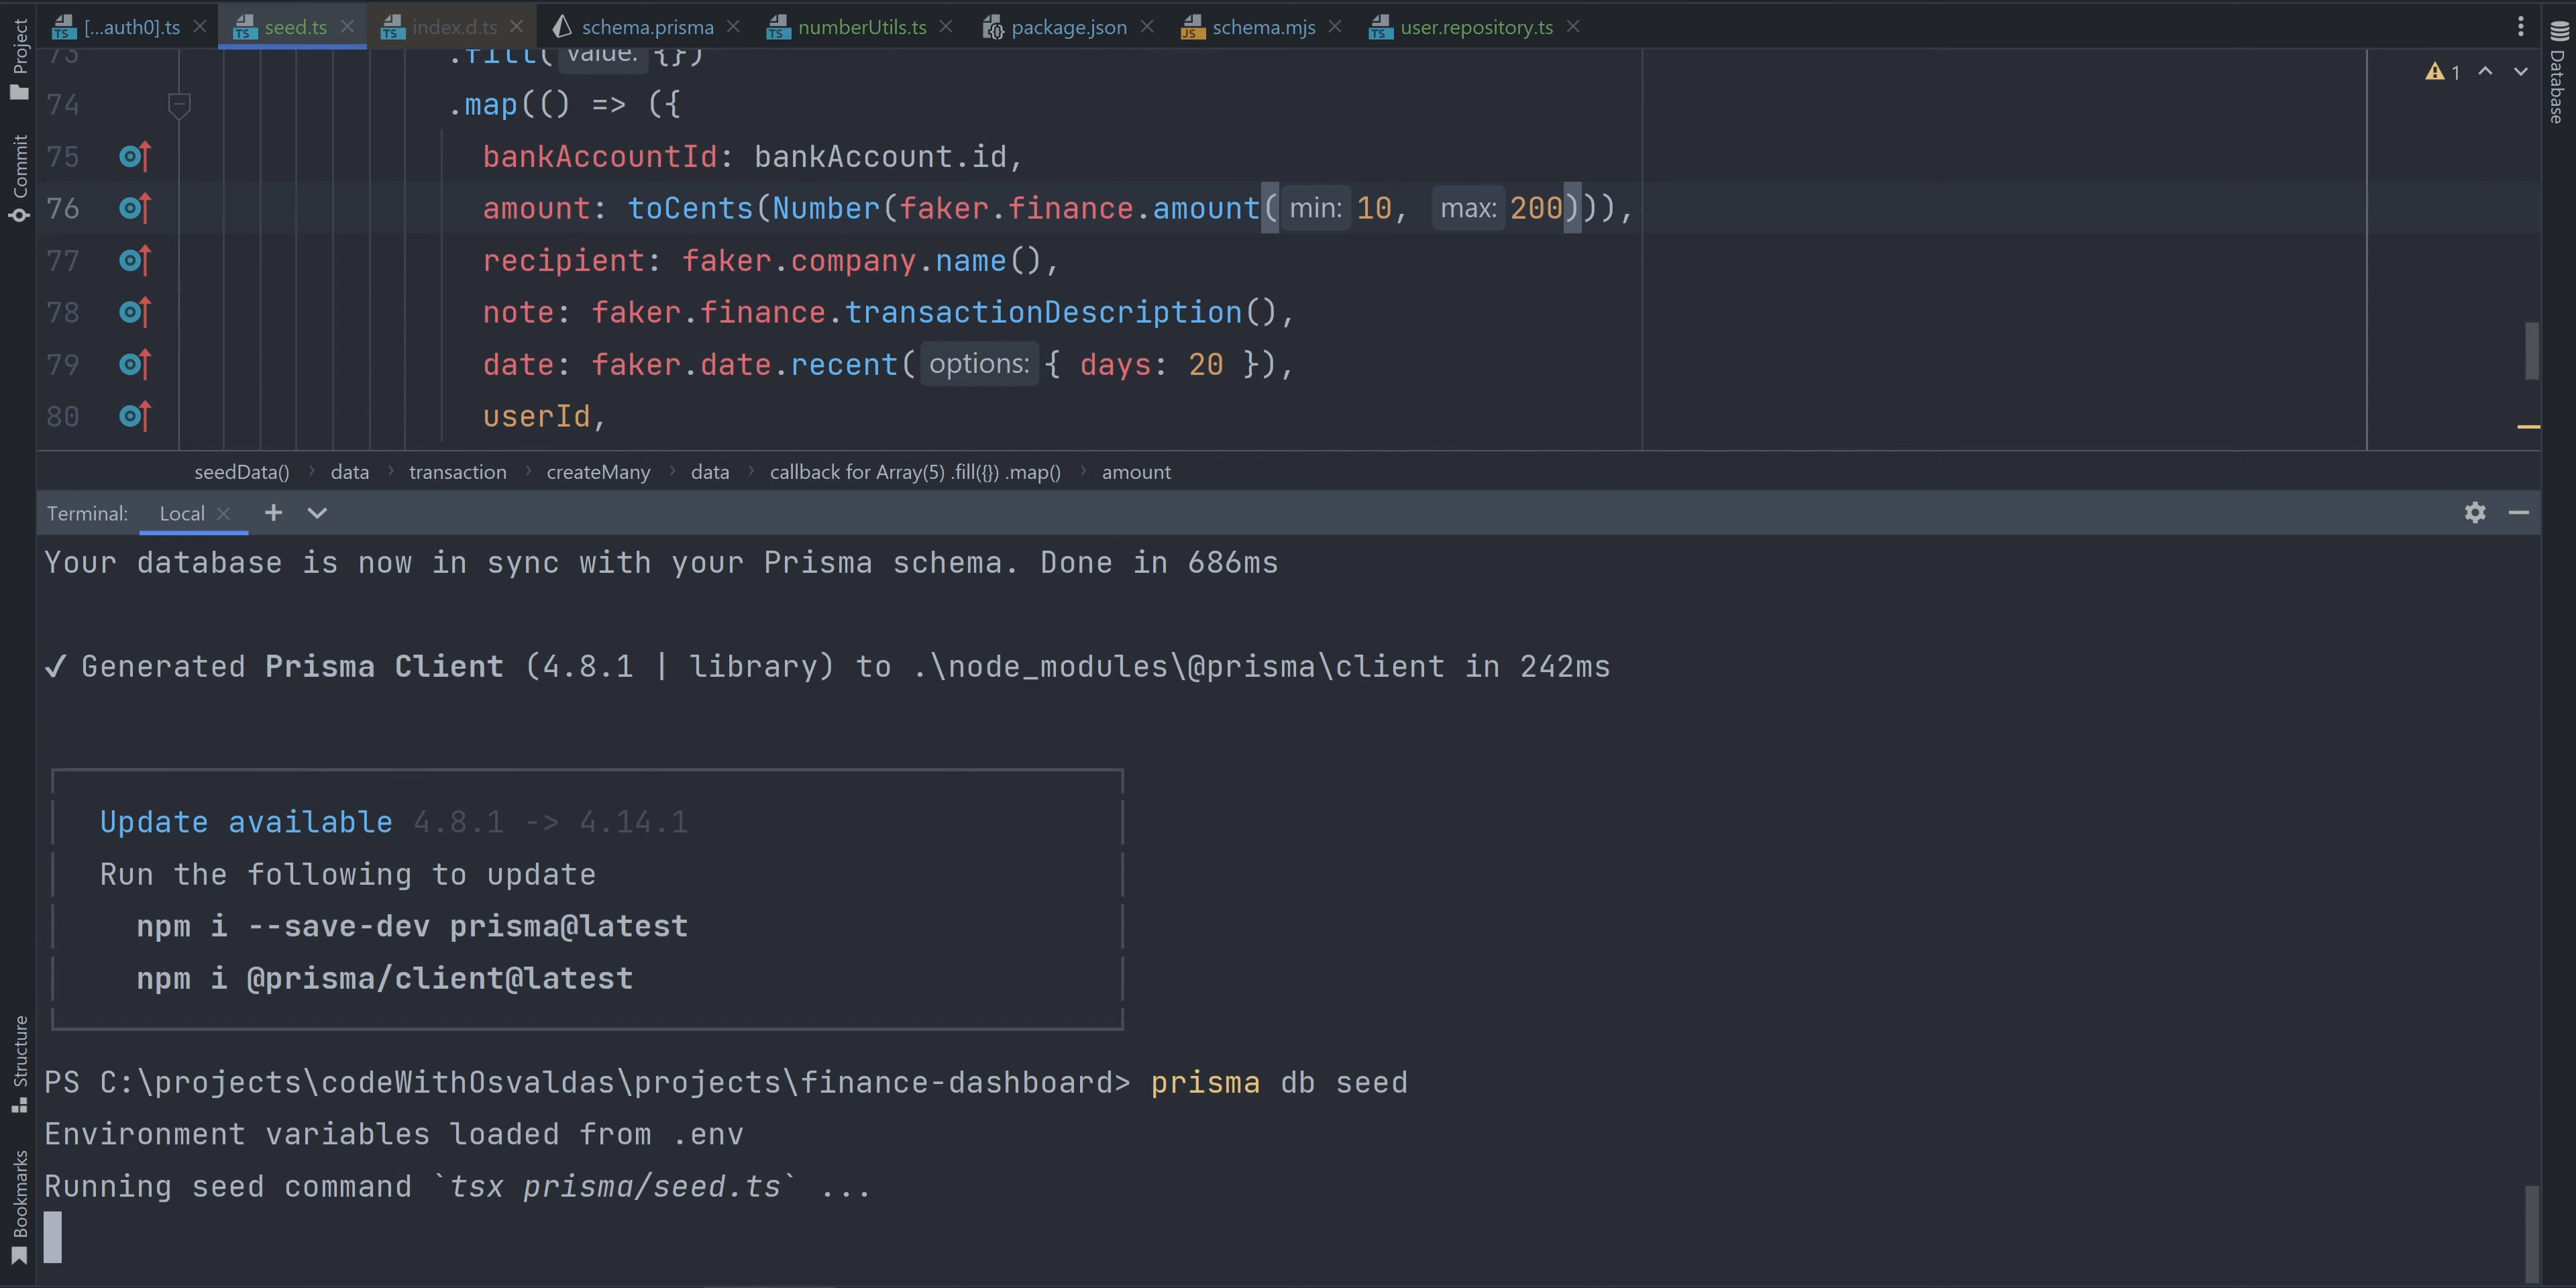 [...auth0].ts
seed.ts
index.d.ts
schema.prisma
numberUtils.ts
package.json
schema.mjs
user.repository.ts
Project
Commit
Structure
Bookmarks
Database
1
73 .fill( value: {})
74 .map(() => ({
75 bankAccountId: bankAccount.id,
76 amount: toCents(Number(faker.finance.amount( min: 10, max: 200))),
77 recipient: faker.company.name(),
78 note: faker.finance.transactionDescription(),
79 date: faker.date.recent( options: { days: 20 }),
80 userId,
seedData() › data › transaction › createMany › data › callback for Array(5) .fill({}) .map() › amount
Terminal: Local
Your database is now in sync with your Prisma schema. Done in 686ms
✔ Generated Prisma Client (4.8.1 | library) to .\node_modules\@prisma\client in 242ms
Update available 4.8.1 -> 4.14.1
Run the following to update
npm i --save-dev prisma@latest
npm i @prisma/client@latest
PS C:\projects\codeWithOsvaldas\projects\finance-dashboard> prisma db seed
Environment variables loaded from .env
Running seed command `tsx prisma/seed.ts` ...